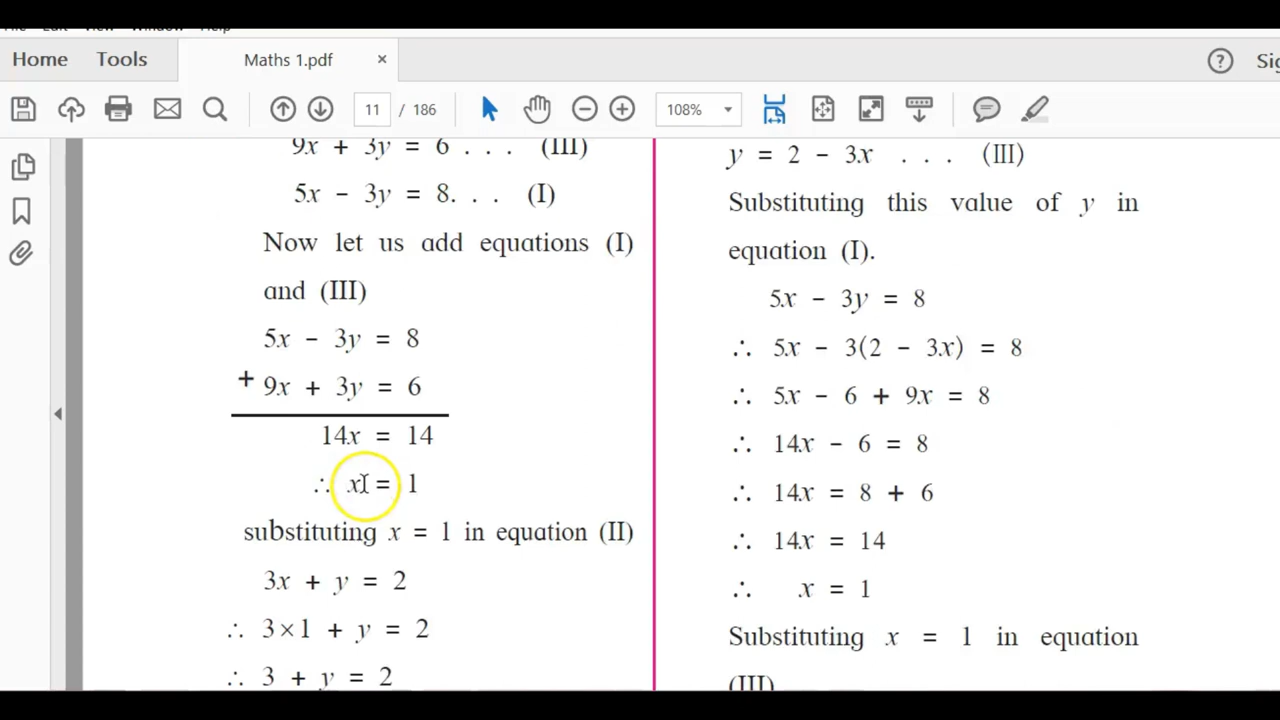 Home Tools Maths 1.pdf ×
11 / 186 108%
9x + 3y = 6 . . . (III)
5x - 3y = 8. . . (I)
Now let us add equations (I)
and (III)
5x - 3y = 8
+ 9x + 3y = 6
14x = 14
∴ x = 1
substituting x = 1 in equation (II)
3x + y = 2
∴ 3×1 + y = 2
∴ 3 + y = 2
y = 2 - 3x . . . (III)
Substituting this value of y in
equation (I).
5x - 3y = 8
∴ 5x - 3(2 - 3x) = 8
∴ 5x - 6 + 9x = 8
∴ 14x - 6 = 8
∴ 14x = 8 + 6
∴ 14x = 14
∴ x = 1
Substituting x = 1 in equation
(III)